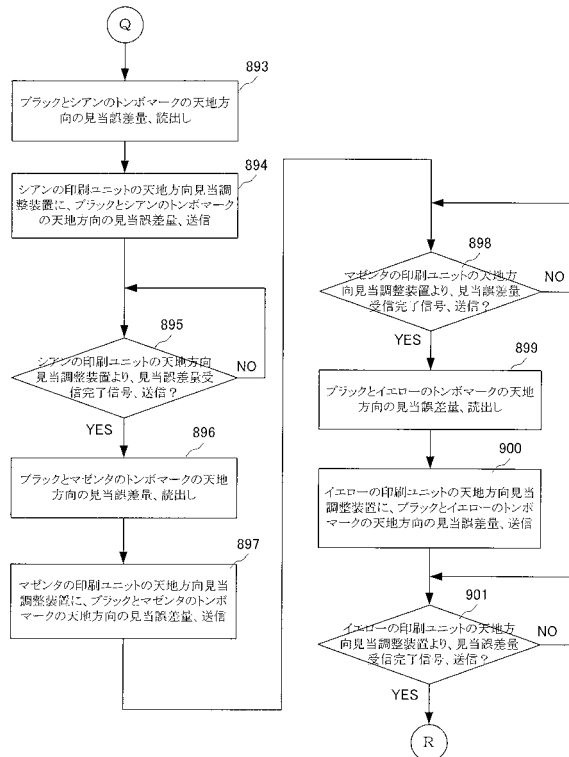 Q
893
ブラックとシアンのトンボマークの天地方
向の見当誤差量、読出し
894
シアンの印刷ユニットの天地方向見当調
整装置に、ブラックとシアンのトンボマーク
の天地方向の見当誤差量、送信
895
シアンの印刷ユニットの天地方向
見当調整装置より、見当誤差量受
信完了信号、送信？
NO
YES
896
ブラックとマゼンタのトンボマークの天地
方向の見当誤差量、読出し
897
マゼンタの印刷ユニットの天地方向見当
調整装置に、ブラックとマゼンタのトンボ
マークの天地方向の見当誤差量、送信
898
マゼンタの印刷ユニットの天地方
向見当調整装置より、見当誤差量
受信完了信号、送信？
NO
YES
899
ブラックとイエローのトンボマークの天地
方向の見当誤差量、読出し
900
イエローの印刷ユニットの天地方向見当
調整装置に、ブラックとイエローのトンボ
マークの天地方向の見当誤差量、送信
901
イエローの印刷ユニットの天地方
向見当調整装置より、見当誤差量
受信完了信号、送信？
NO
YES
R